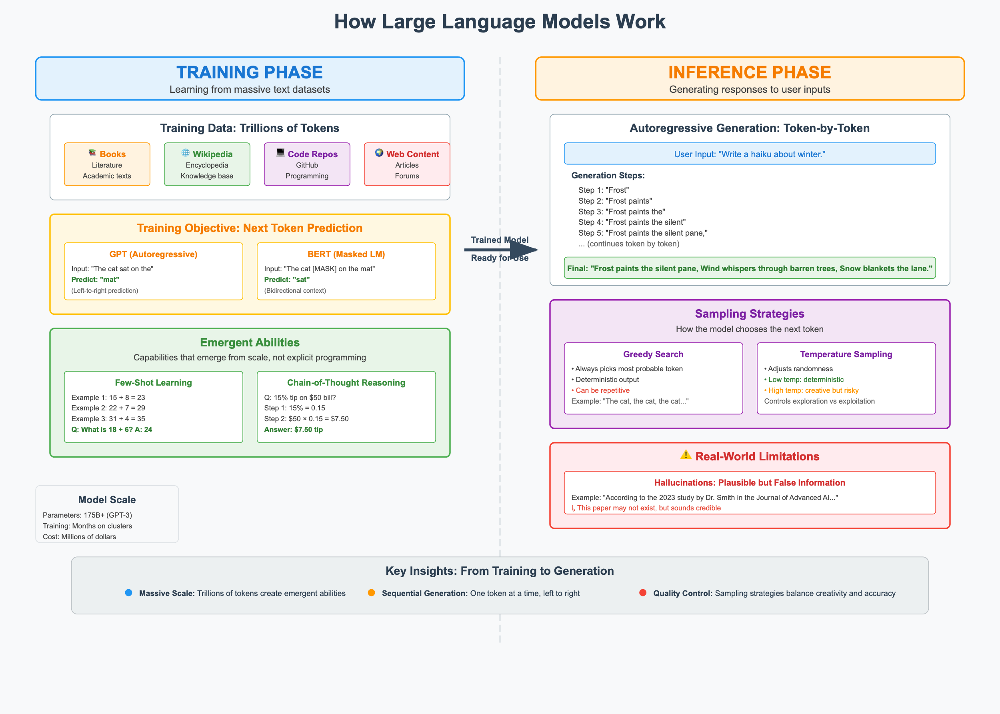 How Large Language Models Work
TRAINING PHASE
Learning from massive text datasets
Training Data: Trillions of Tokens
📚 Books
Literature
Academic texts
🌐 Wikipedia
Encyclopedia
Knowledge base
💻 Code Repos
GitHub
Programming
🌍 Web Content
Articles
Forums
Training Objective: Next Token Prediction
GPT (Autoregressive)
Input: "The cat sat on the"
Predict: "mat"
(Left-to-right prediction)
BERT (Masked LM)
Input: "The cat [MASK] on the mat"
Predict: "sat"
(Bidirectional context)
Emergent Abilities
Capabilities that emerge from scale, not explicit programming
Few-Shot Learning
Example 1: 15 + 8 = 23
Example 2: 22 + 7 = 29
Example 3: 31 + 4 = 35
Q: What is 18 + 6? A: 24
Chain-of-Thought Reasoning
Q: 15% tip on $50 bill?
Step 1: 15% = 0.15
Step 2: $50 × 0.15 = $7.50
Answer: $7.50 tip
Model Scale
Parameters: 175B+ (GPT-3)
Training: Months on clusters
Cost: Millions of dollars
Trained Model
Ready for Use
INFERENCE PHASE
Generating responses to user inputs
Autoregressive Generation: Token-by-Token
User Input: "Write a haiku about winter."
Generation Steps:
Step 1: "Frost"
Step 2: "Frost paints"
Step 3: "Frost paints the"
Step 4: "Frost paints the silent"
Step 5: "Frost paints the silent pane,"
... (continues token by token)
Final: "Frost paints the silent pane, Wind whispers through barren trees, Snow blankets the lane."
Sampling Strategies
How the model chooses the next token
Greedy Search
• Always picks most probable token
• Deterministic output
• Can be repetitive
Example: "The cat, the cat, the cat..."
Temperature Sampling
• Adjusts randomness
• Low temp: deterministic
• High temp: creative but risky
Controls exploration vs exploitation
⚠️ Real-World Limitations
Hallucinations: Plausible but False Information
Example: "According to the 2023 study by Dr. Smith in the Journal of Advanced AI..."
↳ This paper may not exist, but sounds credible
Key Insights: From Training to Generation
Massive Scale: Trillions of tokens create emergent abilities
Sequential Generation: One token at a time, left to right
Quality Control: Sampling strategies balance creativity and accuracy